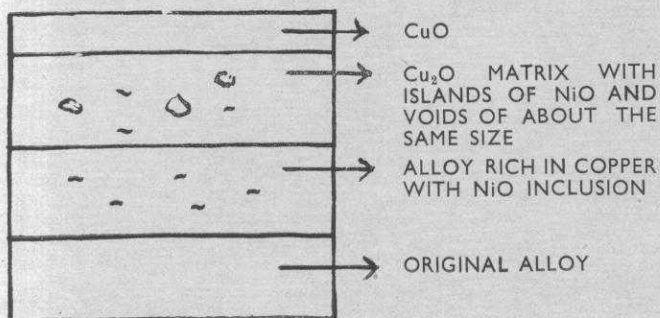 CuO
Cu₂O MATRIX WITH
ISLANDS OF NiO AND
VOIDS OF ABOUT THE
SAME SIZE
ALLOY RICH IN COPPER
WITH NiO INCLUSION
ORIGINAL ALLOY